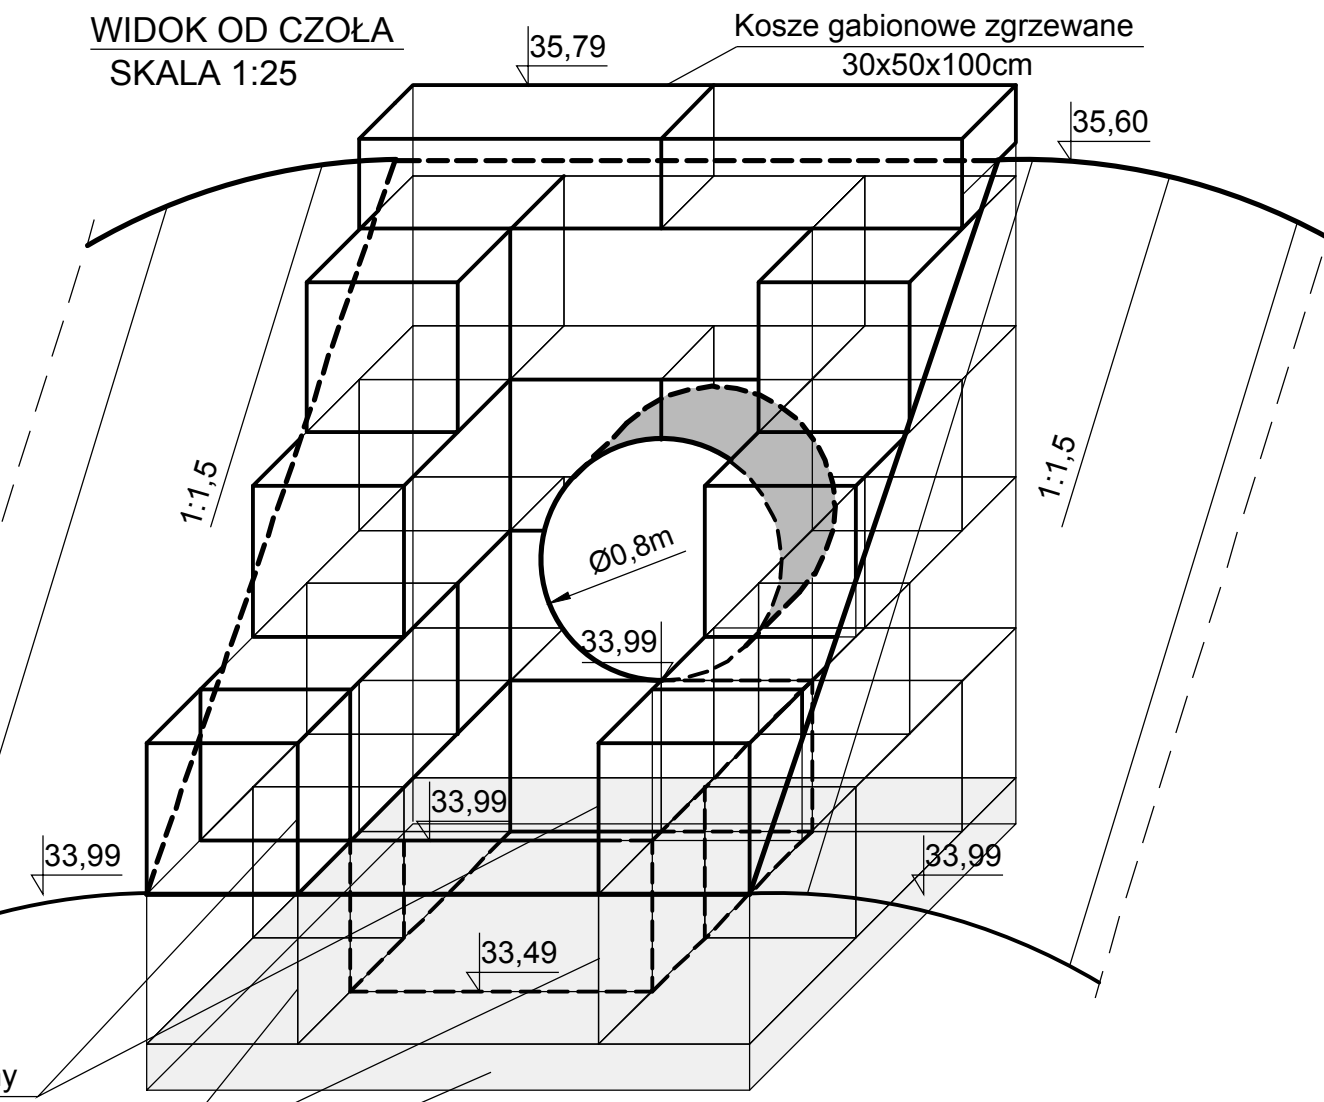 WIDOK OD CZOŁA
SKALA 1:25
35,79
Kosze gabionowe zgrzewane
30x50x100cm
35,60
1:1,5
1:1,5
Ø0,8m
33,99
33,99
33,99
33,99
33,49